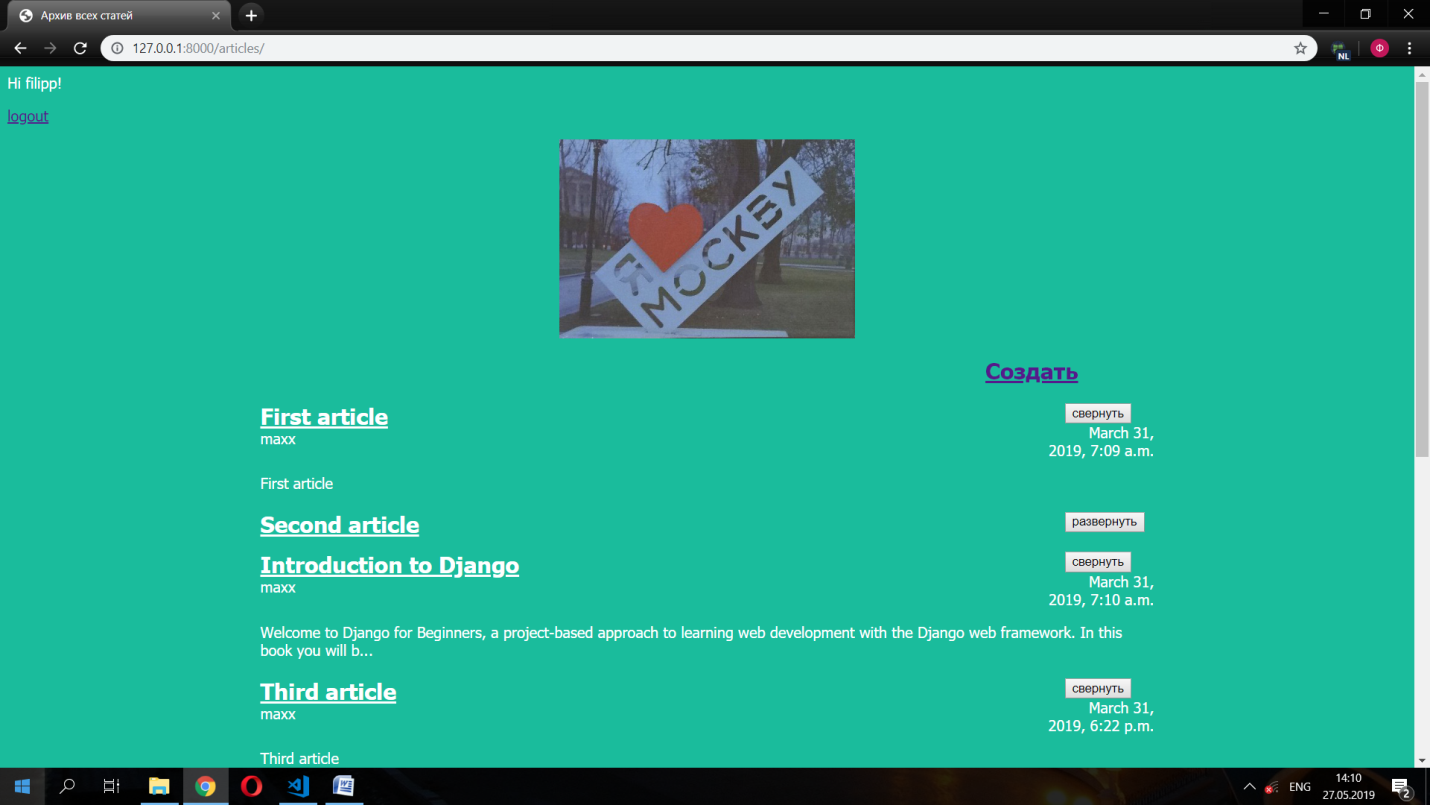 Архив всех статей
127.0.0.1:8000/articles/
NL
Ф
Hi filipp!
logout
Я
МОСКВУ
Создать
First article
свернуть
maxx
March 31,
2019, 7:09 a.m.
First article
Second article
развернуть
Introduction to Django
свернуть
maxx
March 31,
2019, 7:10 a.m.
Welcome to Django for Beginners, a project-based approach to learning web development with the Django web framework. In this
book you will b...
Third article
свернуть
maxx
March 31,
2019, 6:22 p.m.
Third article
ENG
14:10
27.05.2019
2